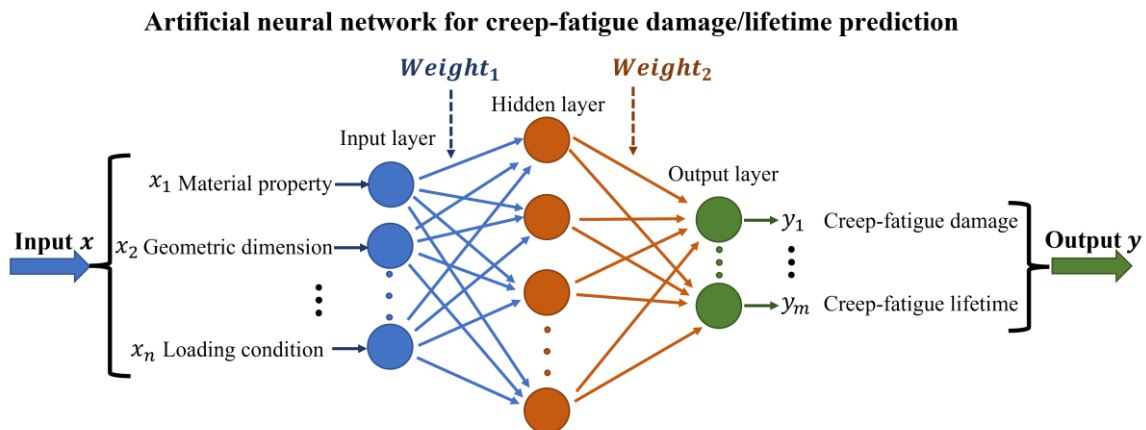 Artificial neural network for creep-fatigue damage/lifetime prediction
Weight₁
Weight₂
Hidden layer
Input layer
Output layer
x₁ Material property
y₁ Creep-fatigue damage
Input x
x₂ Geometric dimension
Output y
yₘ Creep-fatigue lifetime
xₙ Loading condition